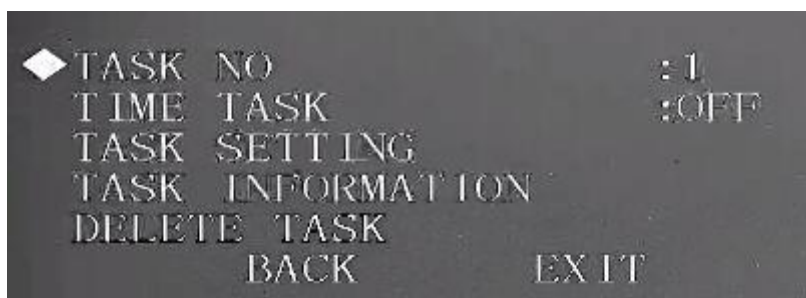 TASK NO :1
TIME TASK :OFF
TASK SETTING
TASK INFORMATION
DELETE TASK
BACK EXIT